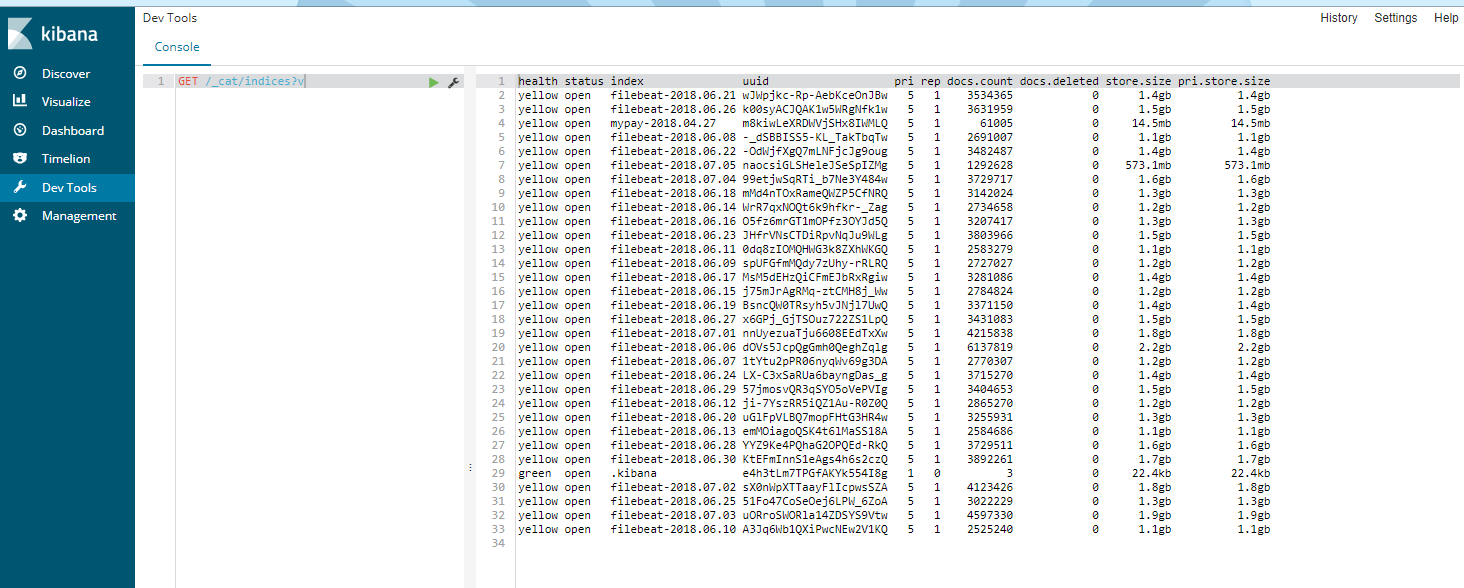 kibana
Discover
Visualize
Dashboard
Timelion
Dev Tools
Management
Dev Tools
History Settings Help
Console
1 GET /_cat/indices?v
1 health status index uuid pri rep docs.count docs.deleted store.size pri.store.size
2 yellow open filebeat-2018.06.21 wJWpjkc-Rp-AebKceOnJBw 5 1 3534365 0 1.4gb 1.4gb
3 yellow open filebeat-2018.06.26 k00syACJQAK1w5WRgNfk1w 5 1 3631959 0 1.5gb 1.5gb
4 yellow open mypay-2018.04.27 m8kiwLeXRDWVjSHx8IWMLQ 5 1 61005 0 14.5mb 14.5mb
5 yellow open filebeat-2018.06.08 -_dSBBISS5-KL_TakTbqTw 5 1 2691007 0 1.1gb 1.1gb
6 yellow open filebeat-2018.06.22 -OdWjfXgQ7mLNFjcJg9oug 5 1 3482487 0 1.4gb 1.4gb
7 yellow open filebeat-2018.07.05 naocsiGLSHeleJSeSpIZMg 5 1 1292628 0 573.1mb 573.1mb
8 yellow open filebeat-2018.07.04 99etjwSqRTi_b7Ne3Y484w 5 1 3729717 0 1.6gb 1.6gb
9 yellow open filebeat-2018.06.18 mMd4nTOxRameQWZP5CfNRQ 5 1 3142024 0 1.3gb 1.3gb
10 yellow open filebeat-2018.06.14 WrR7qxNOQt6k9hfkr-_Zag 5 1 2734658 0 1.2gb 1.2gb
11 yellow open filebeat-2018.06.16 O5fz6mrGT1mOPfz3OYJd5Q 5 1 3207417 0 1.3gb 1.3gb
12 yellow open filebeat-2018.06.23 JHfrVNsCTDiRpvNqJu9WLg 5 1 3803966 0 1.5gb 1.5gb
13 yellow open filebeat-2018.06.11 0dq8zIOMQHWG3k8ZXhWKGQ 5 1 2583279 0 1.1gb 1.1gb
14 yellow open filebeat-2018.06.09 spUFGfmMQdy7zUhy-rRLRQ 5 1 2727027 0 1.2gb 1.2gb
15 yellow open filebeat-2018.06.17 MsM5dEHzQiCFmEJbRxRgiw 5 1 3281086 0 1.4gb 1.4gb
16 yellow open filebeat-2018.06.15 j75mJrAgRMq-ztCMH8j_Ww 5 1 2784824 0 1.2gb 1.2gb
17 yellow open filebeat-2018.06.19 BsncQW0TRsyh5vJNjl7UwQ 5 1 3371150 0 1.4gb 1.4gb
18 yellow open filebeat-2018.06.27 x6GPj_GjTSOuz722ZS1LpQ 5 1 3431083 0 1.5gb 1.5gb
19 yellow open filebeat-2018.07.01 nnUyezuaTju6608EEdTxXw 5 1 4215838 0 1.8gb 1.8gb
20 yellow open filebeat-2018.06.06 dOVs5JcpQgGmh0QeghZqlg 5 1 6137819 0 2.2gb 2.2gb
21 yellow open filebeat-2018.06.07 1tYtu2pPR06nyqWv69g3DA 5 1 2770307 0 1.2gb 1.2gb
22 yellow open filebeat-2018.06.24 LX-C3xSaRUa6bayngDas_g 5 1 3715270 0 1.4gb 1.4gb
23 yellow open filebeat-2018.06.29 57jmosvQR3qSYO5oVePVIg 5 1 3404653 0 1.5gb 1.5gb
24 yellow open filebeat-2018.06.12 ji-7YszRR5iQZ1Au-R0Z0Q 5 1 2865270 0 1.2gb 1.2gb
25 yellow open filebeat-2018.06.20 uGlFpVLBQ7mopFHtG3HR4w 5 1 3255931 0 1.3gb 1.3gb
26 yellow open filebeat-2018.06.13 emMOiagoQSK4t6lMaSS18A 5 1 2584686 0 1.1gb 1.1gb
27 yellow open filebeat-2018.06.28 YYZ9Ke4PQhaG2OPQEd-RkQ 5 1 3729511 0 1.6gb 1.6gb
28 yellow open filebeat-2018.06.30 KtEFmInnS1eAgs4h6s2czQ 5 1 3892261 0 1.7gb 1.7gb
29 green open .kibana e4h3tLm7TPGfAKYk554I8g 1 0 3 0 22.4kb 22.4kb
30 yellow open filebeat-2018.07.02 sX0nWpXTTaayFlIcpwsSZA 5 1 4123426 0 1.8gb 1.8gb
31 yellow open filebeat-2018.06.25 51Fo47CoSeOej6LPW_6ZoA 5 1 3022229 0 1.3gb 1.3gb
32 yellow open filebeat-2018.07.03 uORroSWORla14ZDSYS9Vtw 5 1 4597330 0 1.9gb 1.9gb
33 yellow open filebeat-2018.06.10 A3Jq6Wb1QXiPwcNEw2V1KQ 5 1 2525240 0 1.1gb 1.1gb
34